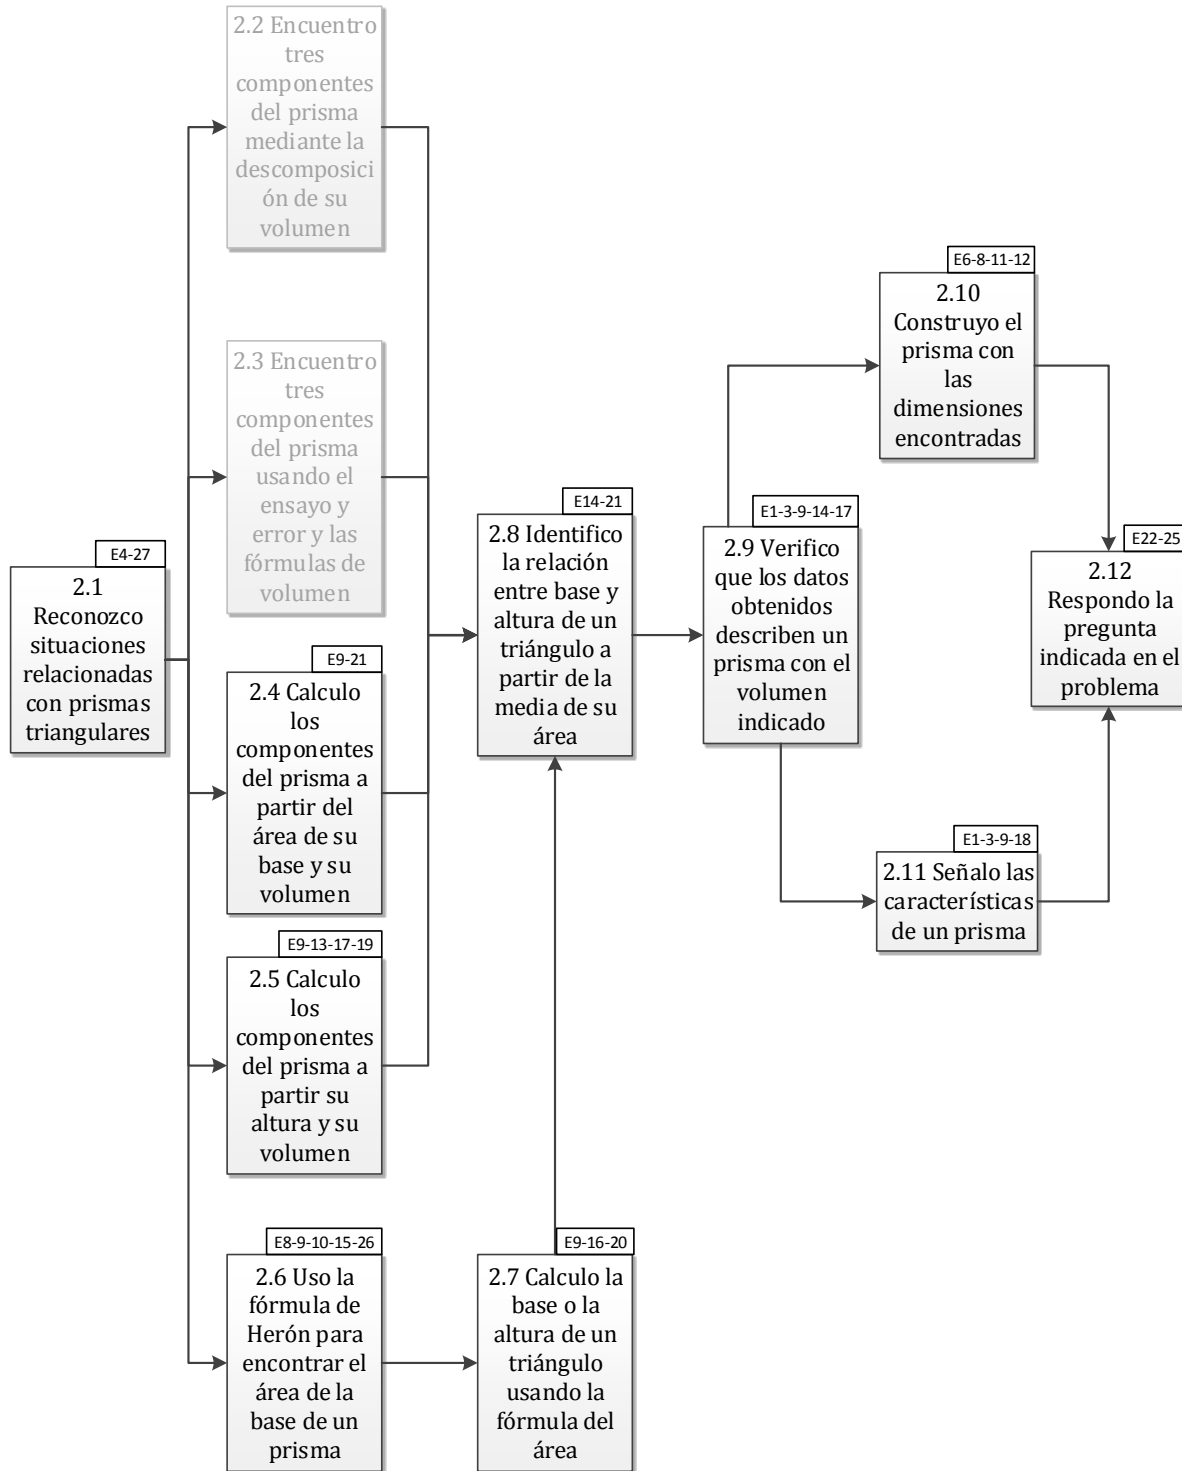 2.2 Encuentro
tres
componentes
del prisma
mediante la
descomposici
ón de su
volumen
2.3 Encuentro
tres
componentes
del prisma
usando el
ensayo y
error y las
fórmulas de
volumen
E4-27
2.1
Reconozco
situaciones
relacionadas
con prismas
triangulares
E9-21
2.4 Calculo
los
componentes
del prisma a
partir del
área de su
base y su
volumen
E9-13-17-19
2.5 Calculo
los
componentes
del prisma a
partir su
altura y su
volumen
E8-9-10-15-26
2.6 Uso la
fórmula de
Herón para
encontrar el
área de la
base de un
prisma
E9-16-20
2.7 Calculo la
base o la
altura de un
triángulo
usando la
fórmula del
área
E14-21
2.8 Identifico
la relación
entre base y
altura de un
triángulo a
partir de la
media de su
área
E1-3-9-14-17
2.9 Verifico
que los datos
obtenidos
describen un
prisma con el
volumen
indicado
E6-8-11-12
2.10
Construyo el
prisma con
las
dimensiones
encontradas
E1-3-9-18
2.11 Señalo las
características
de un prisma
E22-25
2.12
Respondo la
pregunta
indicada en el
problema